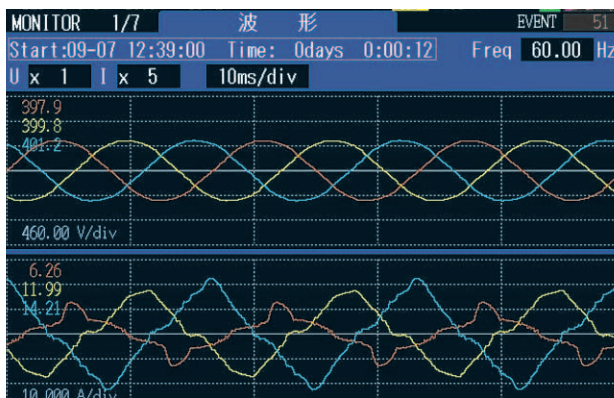 MONITOR 1/7 波 形 EVENT 51
Start:09-07 12:39:00 Time: 0days 0:00:12 Freq 60.00 Hz
U x 1 I x 5 10ms/div
397.9
399.8
401.2
460.00 V/div
6.26
11.99
14.21
10.000 A/div